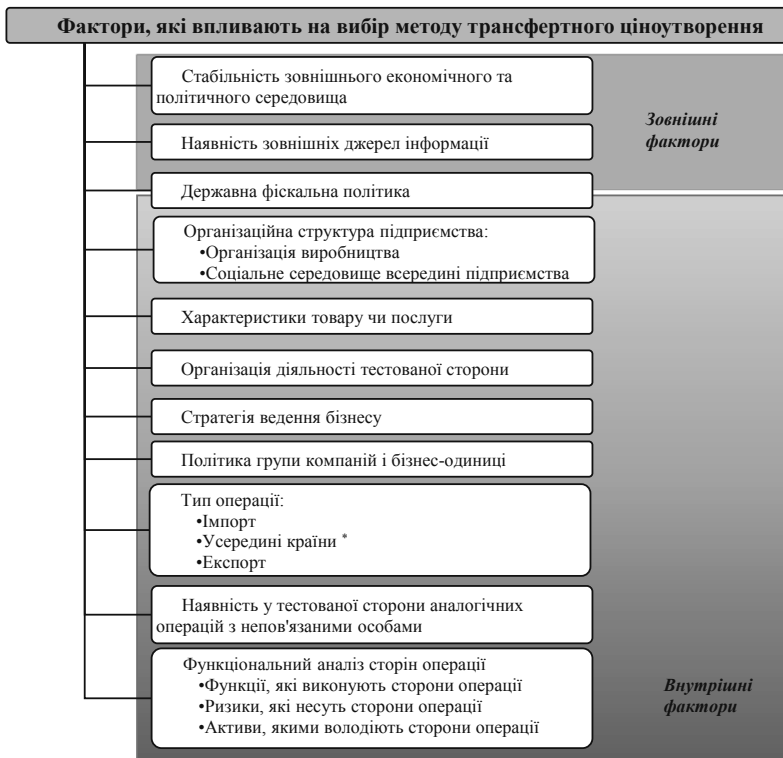 Фактори, які впливають на вибір методу трансфертного ціноутворення
Стабільність зовнішнього економічного та
політичного середовища
Зовнішні
фактори
Наявність зовнішніх джерел інформації
Державна фіскальна політика
Організаційна структура підприємства:
•Організація виробництва
•Соціальне середовище всередині підприємства
Характеристики товару чи послуги
Організація діяльності тестованої сторони
Стратегія ведення бізнесу
Політика групи компаній і бізнес-одиниці
Тип операції:
•Імпорт
•Усередині країни *
•Експорт
Наявність у тестованої сторони аналогічних
операцій з непов'язаними особами
Функціональний аналіз сторін операції
•Функції, які виконують сторони операції
•Ризики, які несуть сторони операції
•Активи, якими володіють сторони операції
Внутрішні
фактори